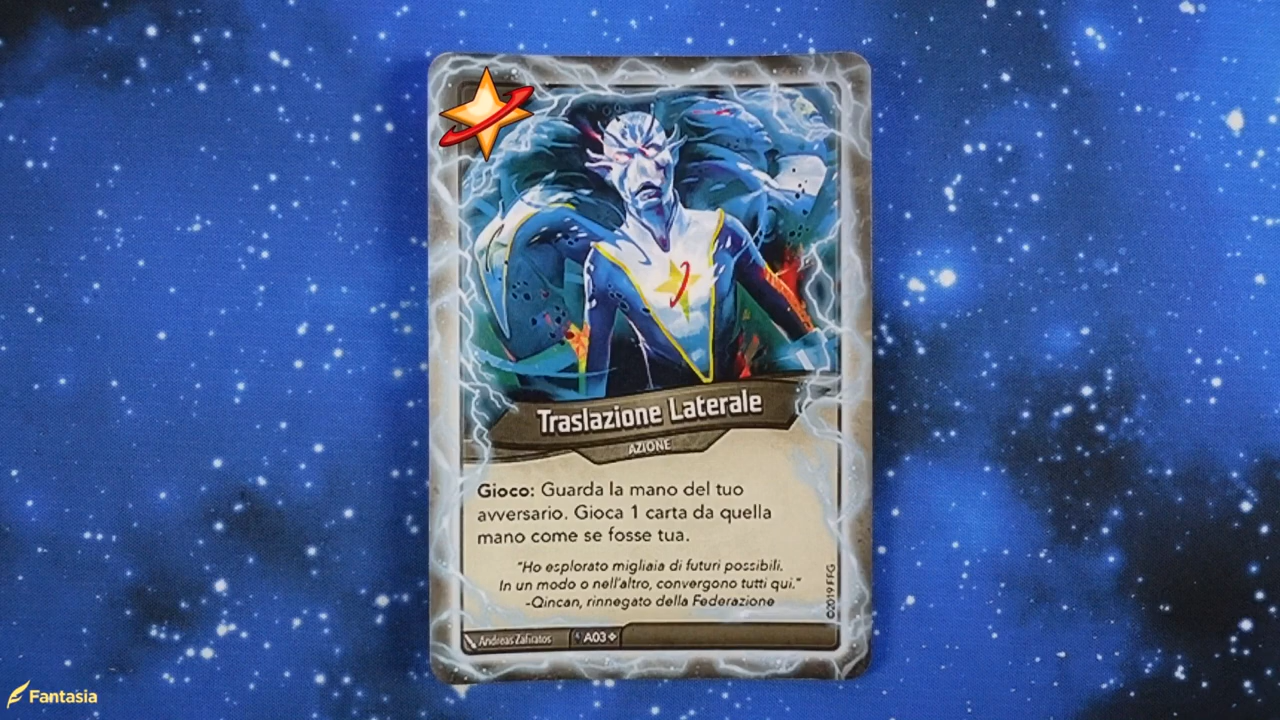 Traslazione Laterale
AZIONE
Gioco: Guarda la mano del tuo
avversario. Gioca 1 carta da quella
mano come se fosse tua.
"Ho esplorato migliaia di futuri possibili.
In un modo o nell'altro, convergono tutti qui."
-Qincan, rinnegato della Federazione
©2019 FFG
Andreas Zafiratos
A03
Fantasia